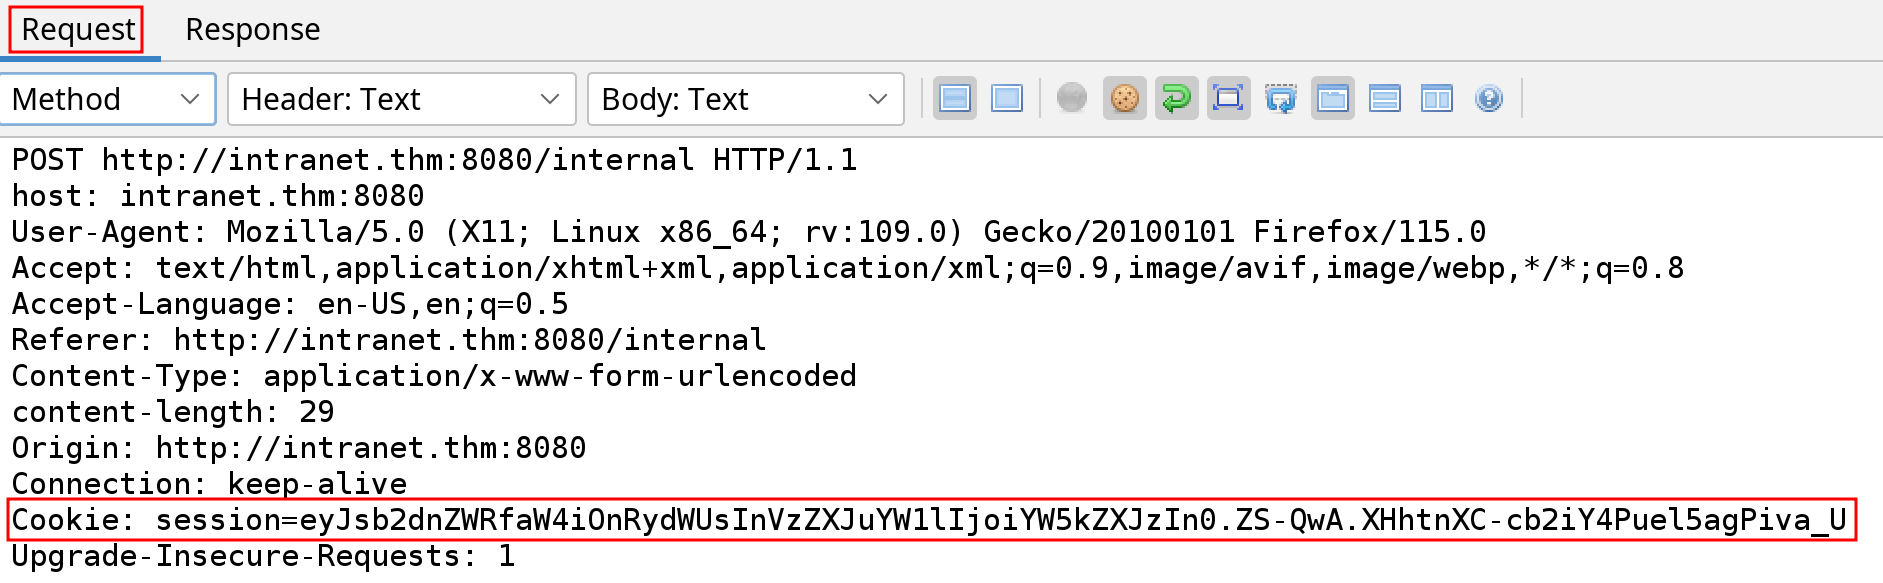 Request Response
Method Header: Text Body: Text
POST http://intranet.thm:8080/internal HTTP/1.1
host: intranet.thm:8080
User-Agent: Mozilla/5.0 (X11; Linux x86_64; rv:109.0) Gecko/20100101 Firefox/115.0
Accept: text/html,application/xhtml+xml,application/xml;q=0.9,image/avif,image/webp,*/*;q=0.8
Accept-Language: en-US,en;q=0.5
Referer: http://intranet.thm:8080/internal
Content-Type: application/x-www-form-urlencoded
content-length: 29
Origin: http://intranet.thm:8080
Connection: keep-alive
Cookie: session=eyJsb2dnZWRfaW4iOnRydWUsInVzZXJuYW1lIjoiYW5kZXJzIn0.ZS-QwA.XHhtnXC-cb2iY4Puel5agPiva_U
Upgrade-Insecure-Requests: 1